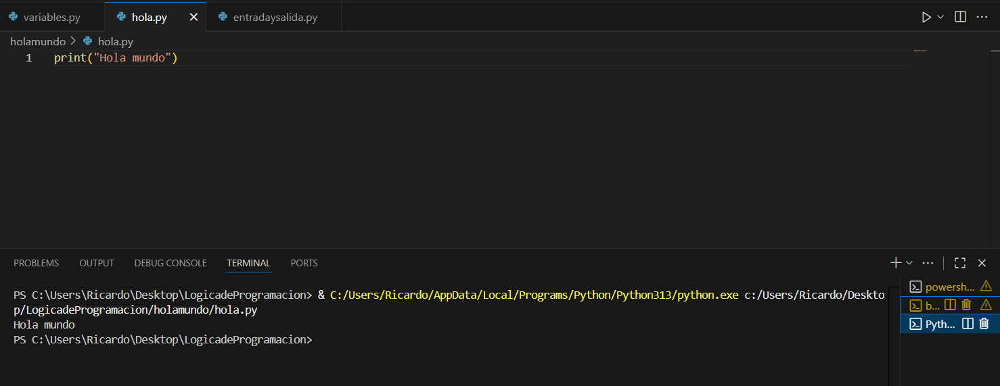 variables.py hola.py entradaysalida.py
holamundo > hola.py
1 print("Hola mundo")
PROBLEMS OUTPUT DEBUG CONSOLE TERMINAL PORTS
PS C:\Users\Ricardo\Desktop\LogicadeProgramacion> & C:/Users/Ricardo/AppData/Local/Programs/Python/Python313/python.exe c:/Users/Ricardo/Deskto
p/LogicadeProgramacion/holamundo/hola.py
Hola mundo
PS C:\Users\Ricardo\Desktop\LogicadeProgramacion>
powersh...
b...
Pyth...